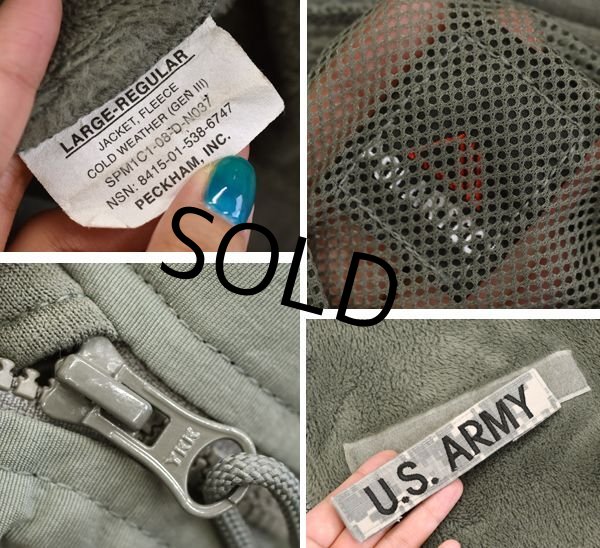 LARGE-REGULAR
JACKET, FLEECE
COLD WEATHER (GEN III)
SPM1C1-08-D-N037
NSN: 8415-01-538-6747
PECKHAM, INC.
SOLD
YKK
U.S. ARMY